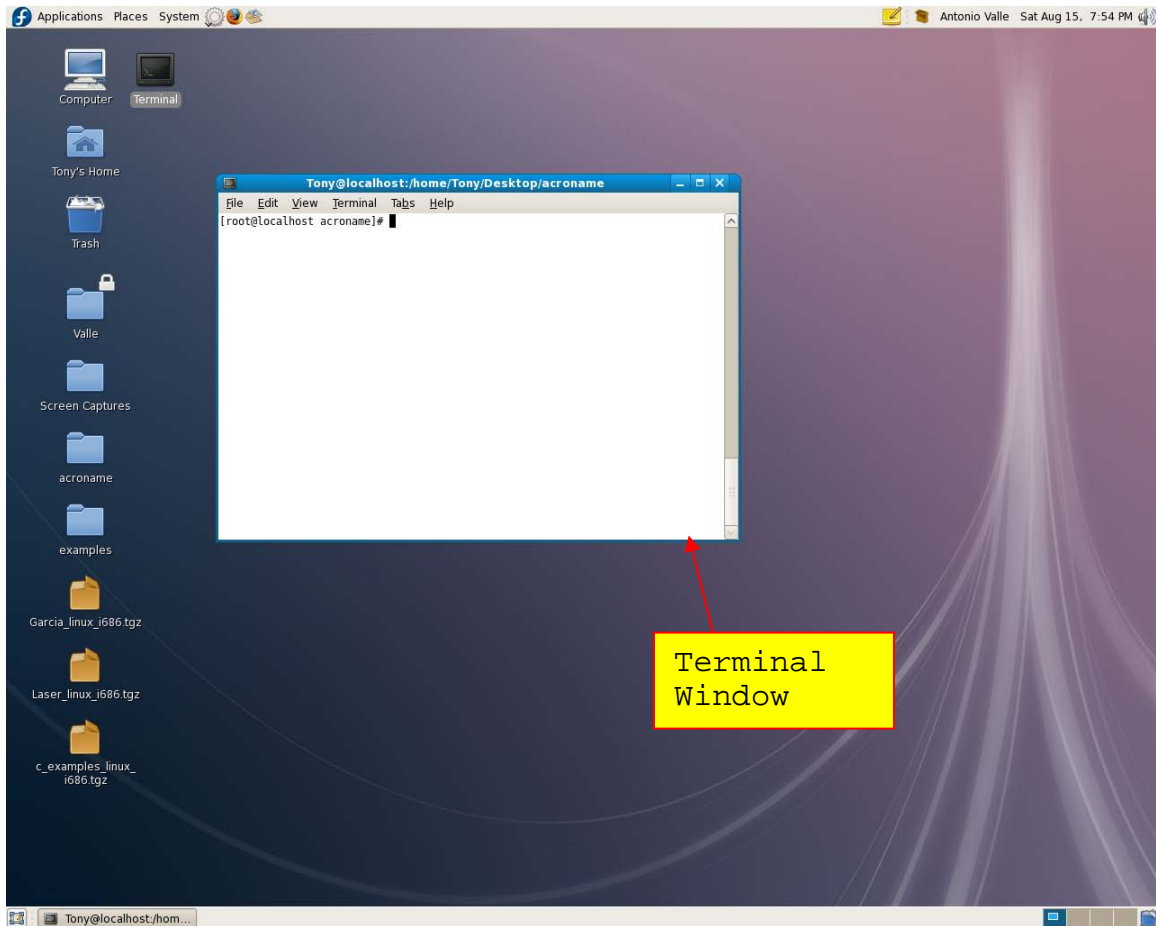 Applications Places System
Antonio Valle Sat Aug 15, 7:54 PM
Computer
Terminal
Tony's Home
Trash
Valle
Screen Captures
acroname
examples
Garcia_linux_i686.tgz
Laser_linux_i686.tgz
c_examples_linux_
i686.tgz
Tony@localhost:/home/Tony/Desktop/acroname
File Edit View Terminal Tabs Help
[root@localhost acroname]#
Terminal
Window
Tony@localhost:/hom...